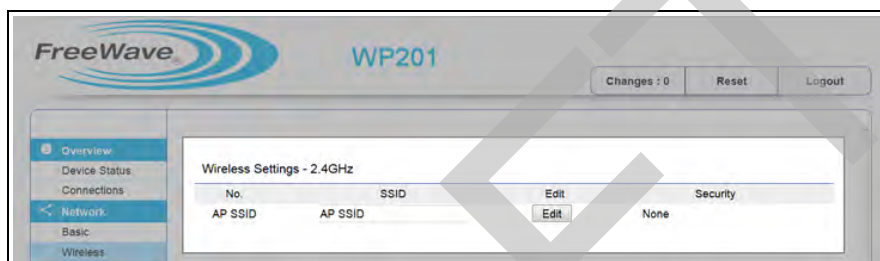 FreeWave®
WP201
Changes : 0 Reset Logout
Overview
Device Status
Connections
Network
Basic
Wireless
Wireless Settings - 2.4GHz
No. SSID Edit Security
AP SSID AP SSID Edit None